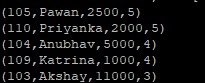 (105,Pawan,2500,5)
(110,Priyanka,2000,5)
(104,Anubhav,5000,4)
(109,Katrina,1000,4)
(103,Akshay,11000,3)